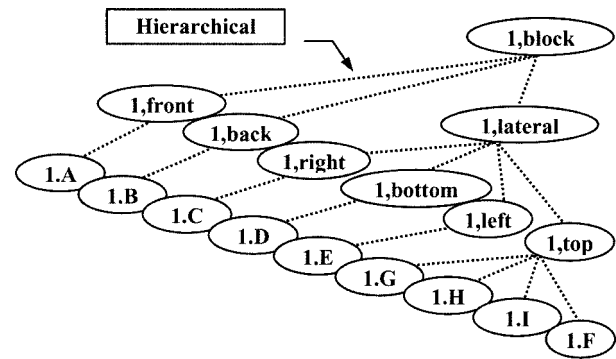 Hierarchical
1,block
1,front
1,back
1,lateral
1,right
1,bottom
1,left
1,top
1.A
1.B
1.C
1.D
1.E
1.G
1.H
1.I
1.F